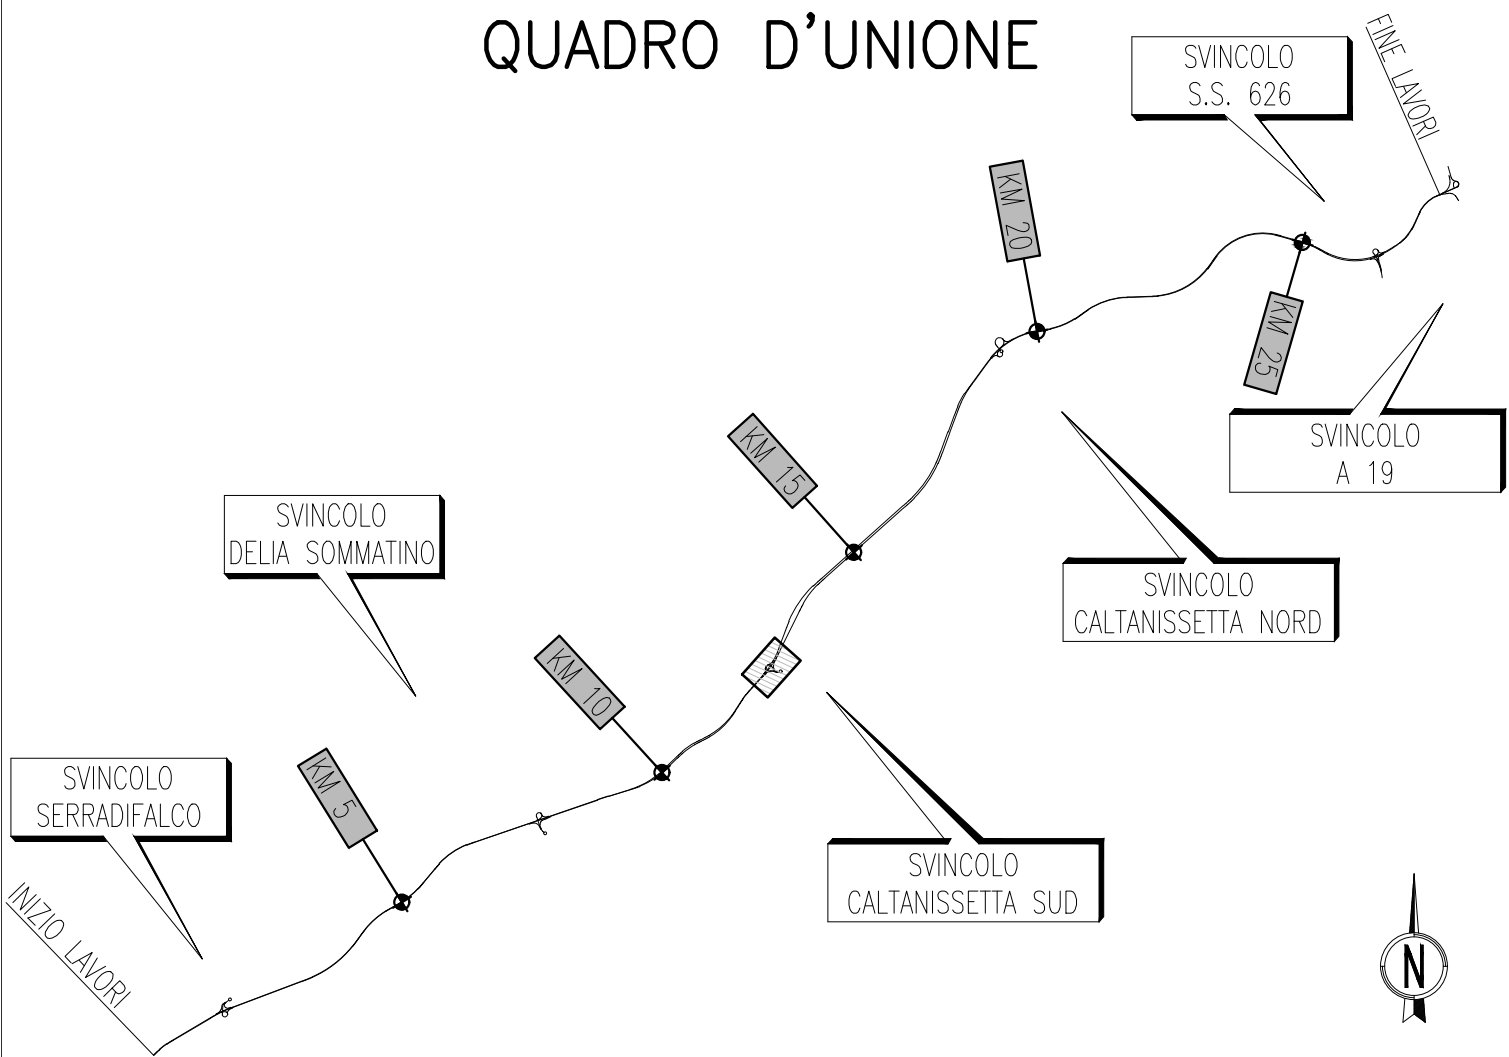 QUADRO D'UNIONE
FINE LAVORI
SVINCOLO
S.S. 626
KM 20
KM 25
SVINCOLO
A 19
KM 15
SVINCOLO
DELIA SOMMATINO
SVINCOLO
CALTANISSETTA NORD
KM 10
KM 5
SVINCOLO
SERRADIFALCO
SVINCOLO
CALTANISSETTA SUD
INIZIO LAVORI
N